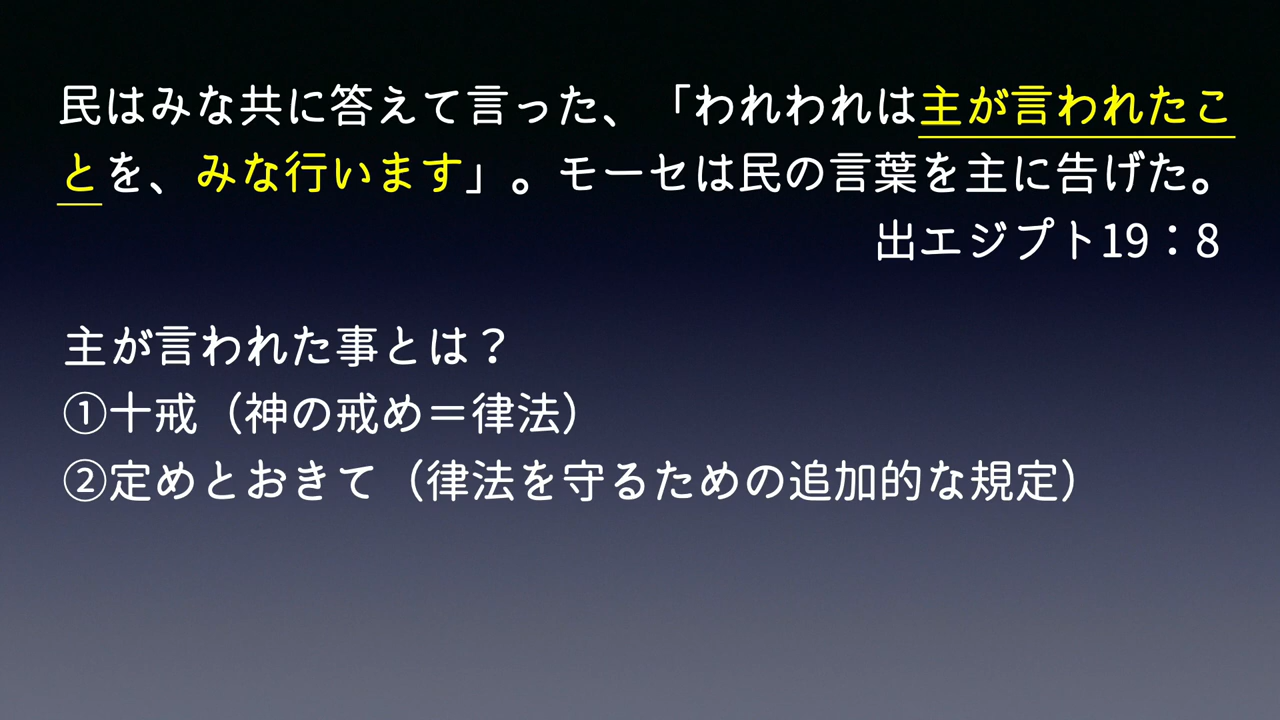 民はみな共に答えて言った、「われわれは主が言われたこ
とを、みな行います」。モーセは民の言葉を主に告げた。
出エジプト19：8
主が言われた事とは？
①十戒（神の戒め＝律法）
②定めとおきて（律法を守るための追加的な規定）